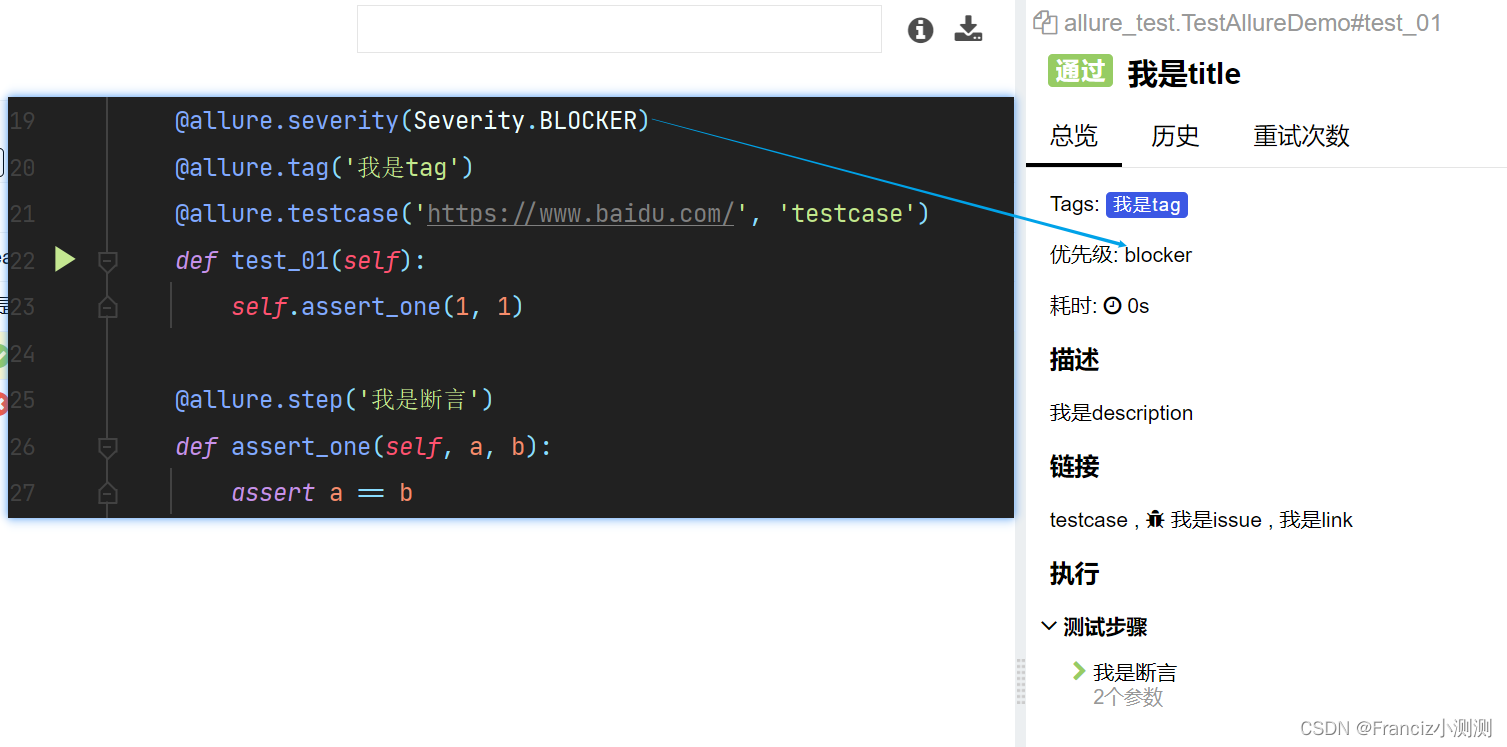 19 @allure.severity(Severity.BLOCKER)
20 @allure.tag('我是tag')
21 @allure.testcase('https://www.baidu.com/', 'testcase')
22 def test_01(self):
23 self.assert_one(1, 1)
24
25 @allure.step('我是断言')
26 def assert_one(self, a, b):
27 assert a == b
allure_test.TestAllureDemo#test_01
通过 我是title
总览 历史 重试次数
Tags: 我是tag
优先级: blocker
耗时: 0s
描述
我是description
链接
testcase , 我是issue , 我是link
执行
测试步骤
我是断言
2个参数
CSDN @Franciz小测测